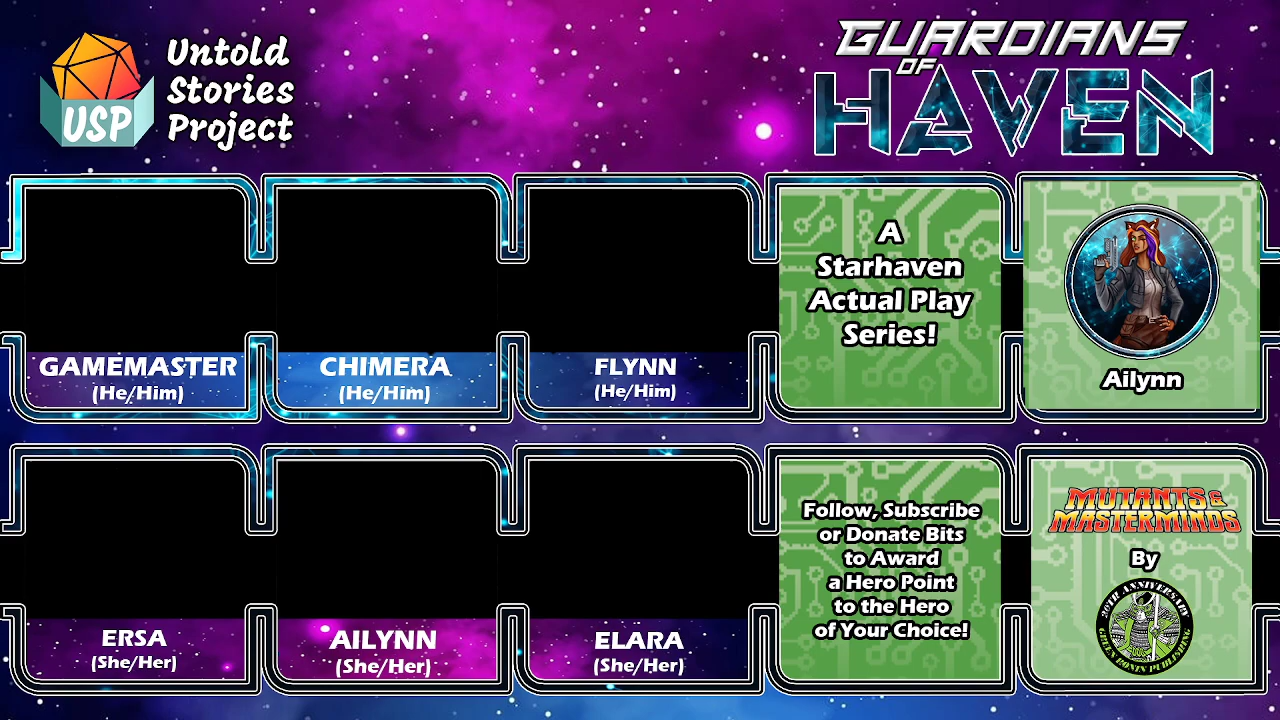 USP
Untold
Stories
Project
GUARDIANS
OF
HAVEN
GAMEMASTER
(He/Him)
CHIMERA
(He/Him)
FLYNN
(He/Him)
A
Starhaven
Actual Play
Series!
Ailynn
ERSA
(She/Her)
AILYNN
(She/Her)
ELARA
(She/Her)
Follow, Subscribe
or Donate Bits
to Award
a Hero Point
to the Hero
of Your Choice!
MUTANTS &
MASTERMINDS
By
20TH ANNIVERSARY
GREEN RONIN PUBLISHING